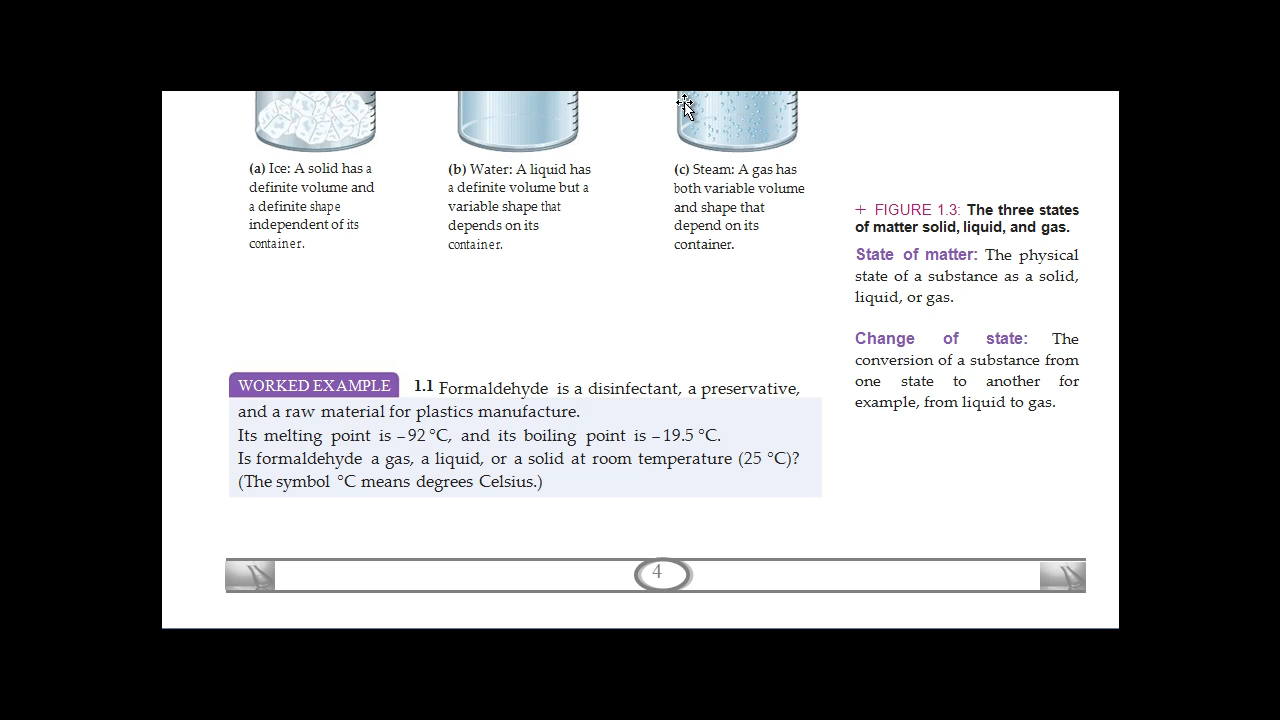 (a) Ice: A solid has a
definite volume and
a definite shape
independent of its
container.
(b) Water: A liquid has
a definite volume but a
variable shape that
depends on its
container.
(c) Steam: A gas has
both variable volume
and shape that
depend on its
container.
+ FIGURE 1.3: The three states
of matter solid, liquid, and gas.
State of matter: The physical
state of a substance as a solid,
liquid, or gas.
Change of state: The
conversion of a substance from
one state to another for
example, from liquid to gas.
WORKED EXAMPLE 1.1 Formaldehyde is a disinfectant, a preservative,
and a raw material for plastics manufacture.
Its melting point is –92 °C, and its boiling point is –19.5 °C.
Is formaldehyde a gas, a liquid, or a solid at room temperature (25 °C)?
(The symbol °C means degrees Celsius.)
4